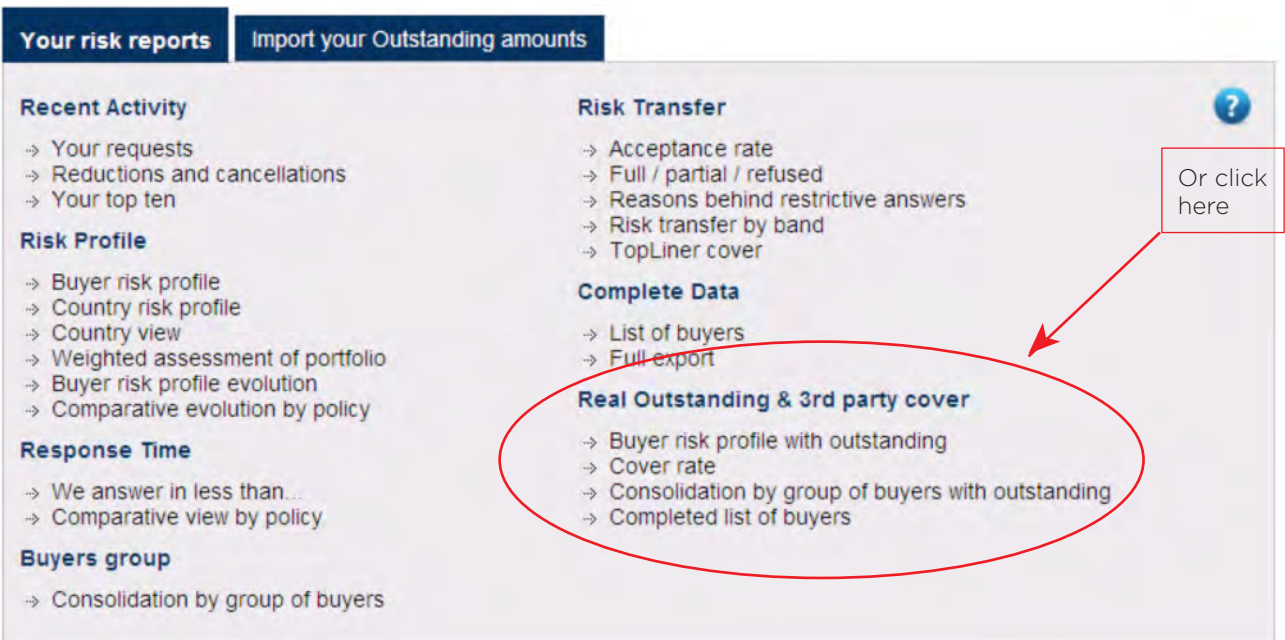 Your risk reports
Import your Outstanding amounts
Recent Activity
Your requests
Reductions and cancellations
Your top ten
Risk Profile
Buyer risk profile
Country risk profile
Country view
Weighted assessment of portfolio
Buyer risk profile evolution
Comparative evolution by policy
Response Time
We answer in less than...
Comparative view by policy
Buyers group
Consolidation by group of buyers
Risk Transfer
Acceptance rate
Full / partial / refused
Reasons behind restrictive answers
Risk transfer by band
TopLiner cover
Complete Data
List of buyers
Full export
Real Outstanding & 3rd party cover
Buyer risk profile with outstanding
Cover rate
Consolidation by group of buyers with outstanding
Completed list of buyers
?
Or click
here